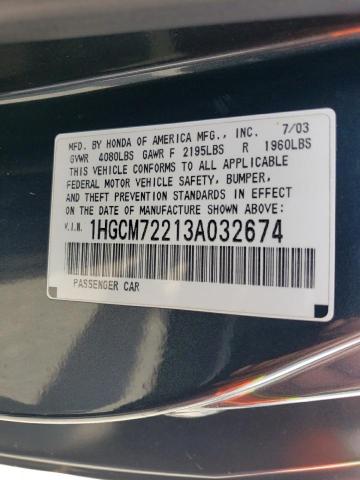 MFD. BY HONDA OF AMERICA MFG., INC. 7/03
GVWR 4080LBS GAWR F 2195LBS R 1960LBS
THIS VEHICLE CONFORMS TO ALL APPLICABLE
FEDERAL MOTOR VEHICLE SAFETY, BUMPER,
AND THEFT PREVENTION STANDARDS IN EFFECT
ON THE DATE OF MANUFACTURE SHOWN ABOVE.
V.I.N. 1HGCM72213A032674
PASSENGER CAR